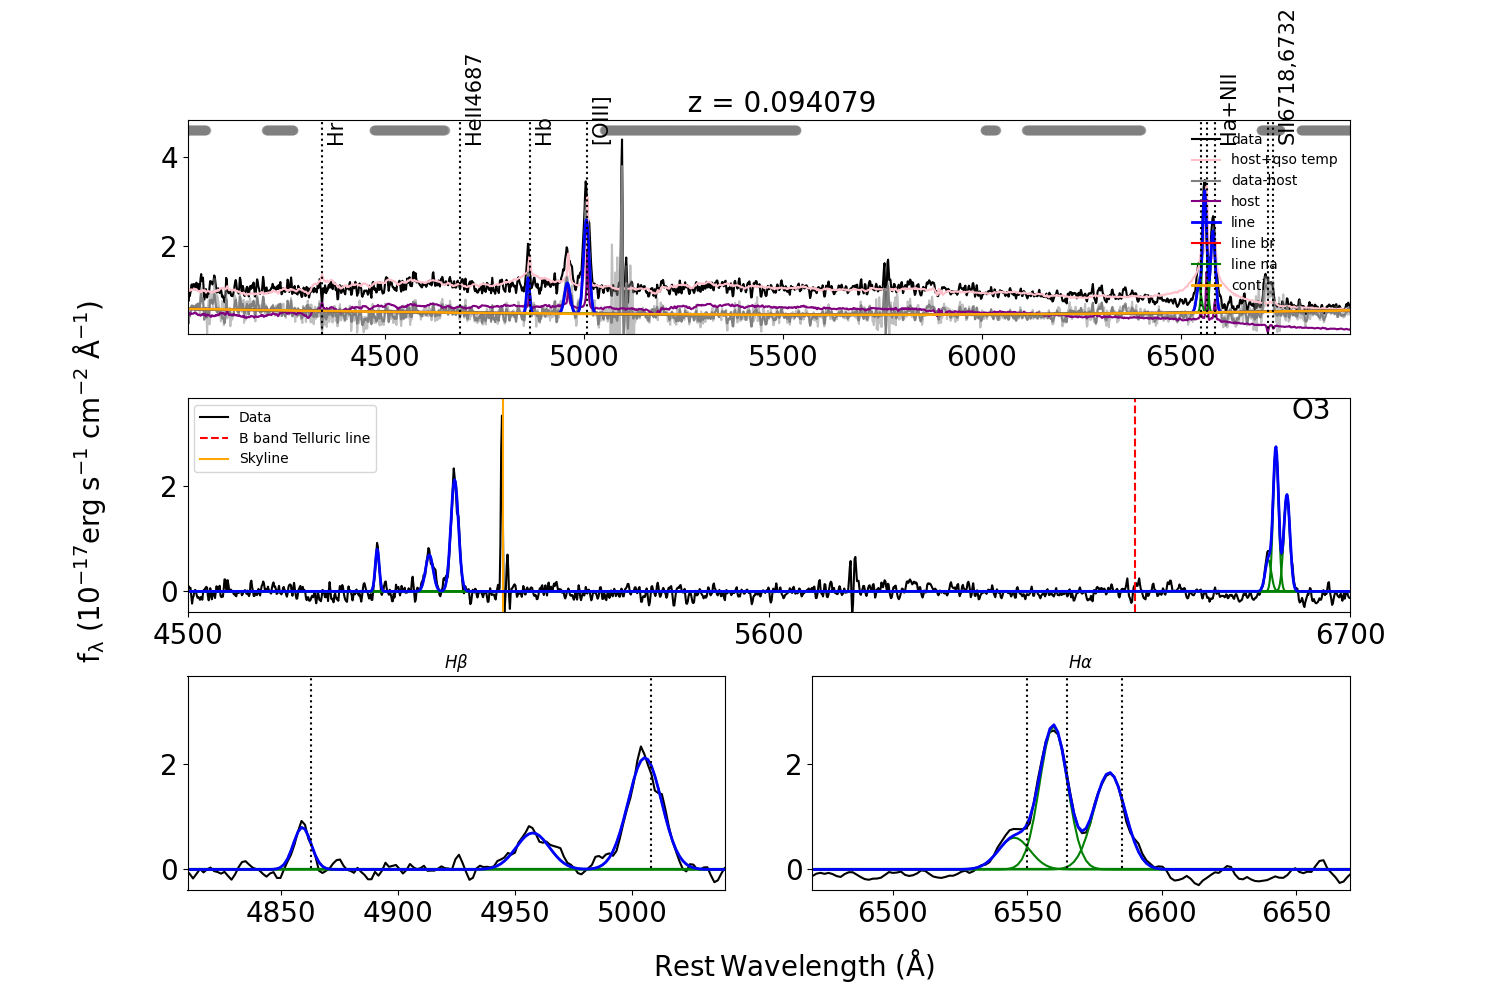 z = 0.094079
Hr
HeII4687
Hb
[OIII]
Ha+NII
SII6718,6732
data
host+qso temp
data-host
host
line
line br
line na
conti
4
2
4500
5000
5500
6000
6500
Data
B band Telluric line
Skyline
O3
2
0
4500
5600
6700
Hβ
Hα
2
0
4850
4900
4950
5000
2
0
6500
6550
6600
6650
f_λ (10⁻¹⁷erg s⁻¹ cm⁻² Å⁻¹)
Rest Wavelength (Å)